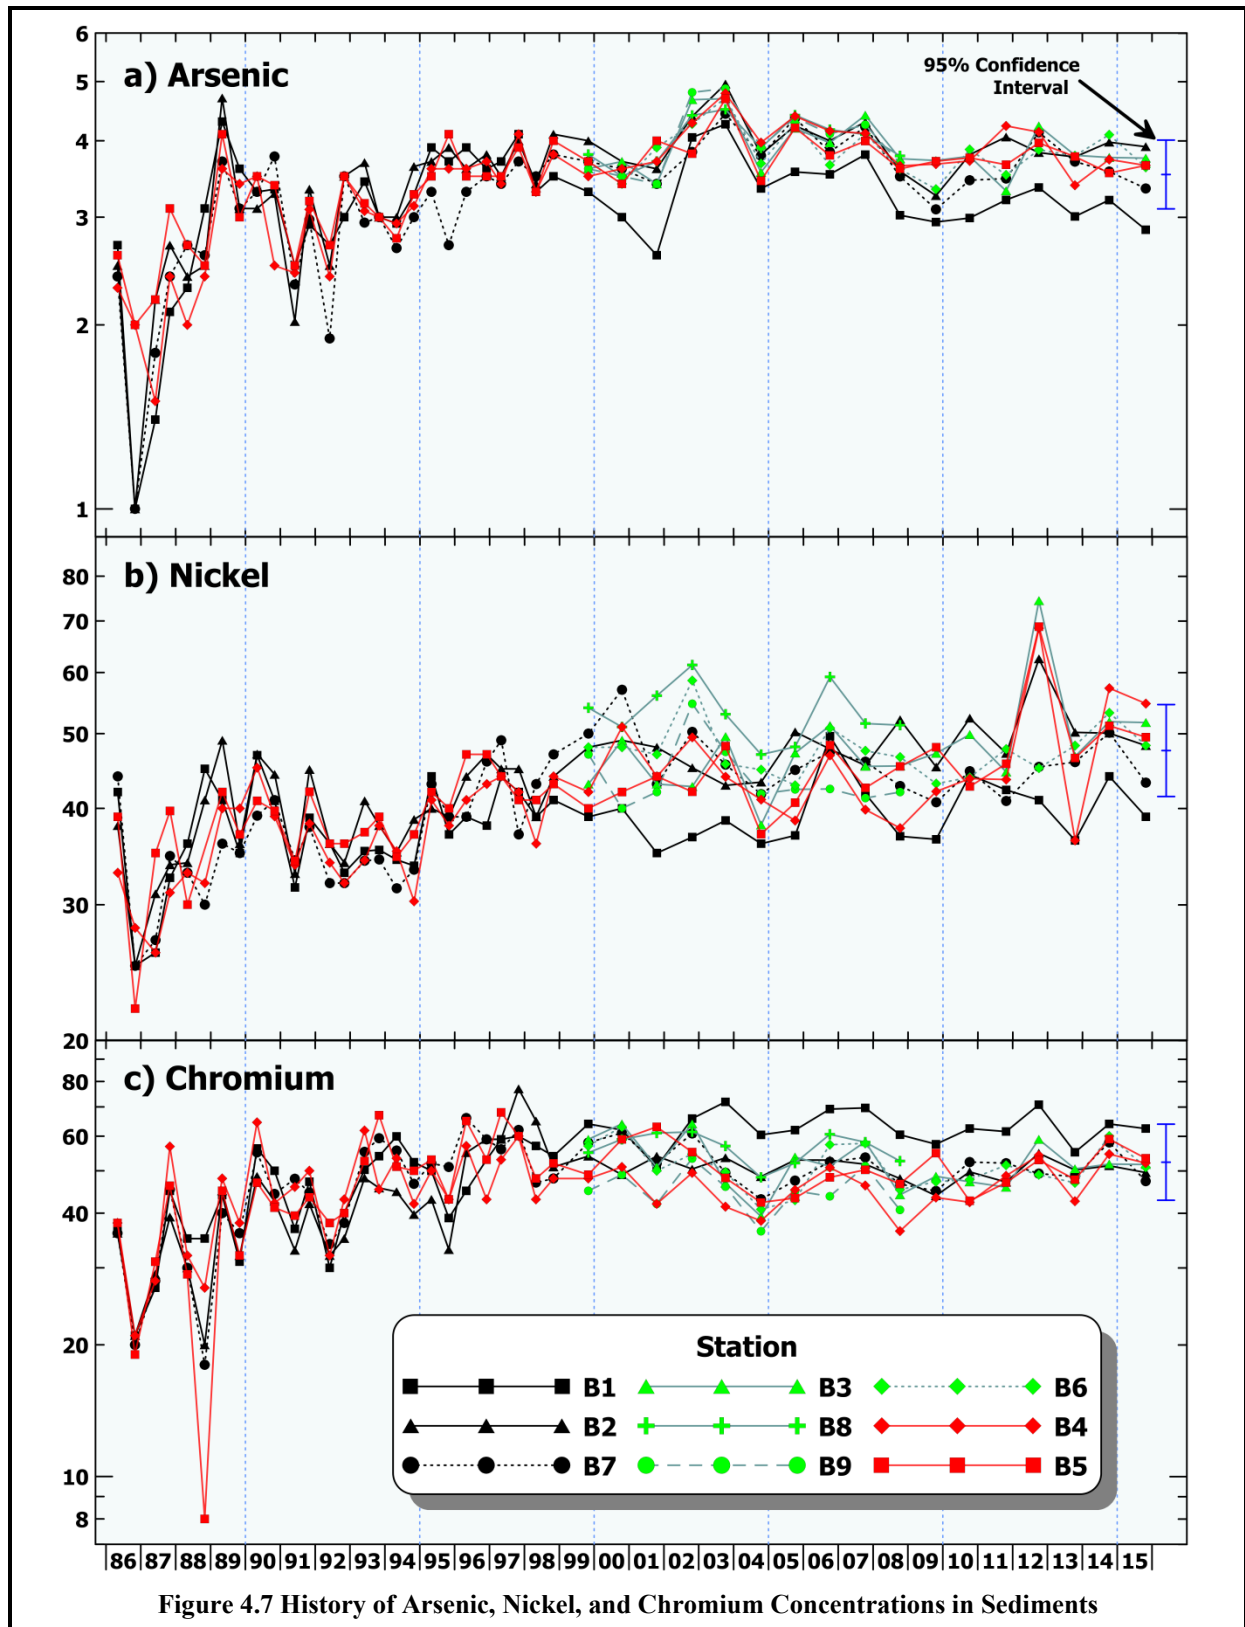 6
a) Arsenic
95% Confidence
Interval
5
4
3
2
1
b) Nickel
80
70
60
50
40
30
20
c) Chromium
80
60
40
20
10
8
Station
B1 B3 B6
B2 B8 B4
B7 B9 B5
86 87 88 89 90 91 92 93 94 95 96 97 98 99 00 01 02 03 04 05 06 07 08 09 10 11 12 13 14 15
Figure 4.7 History of Arsenic, Nickel, and Chromium Concentrations in Sediments